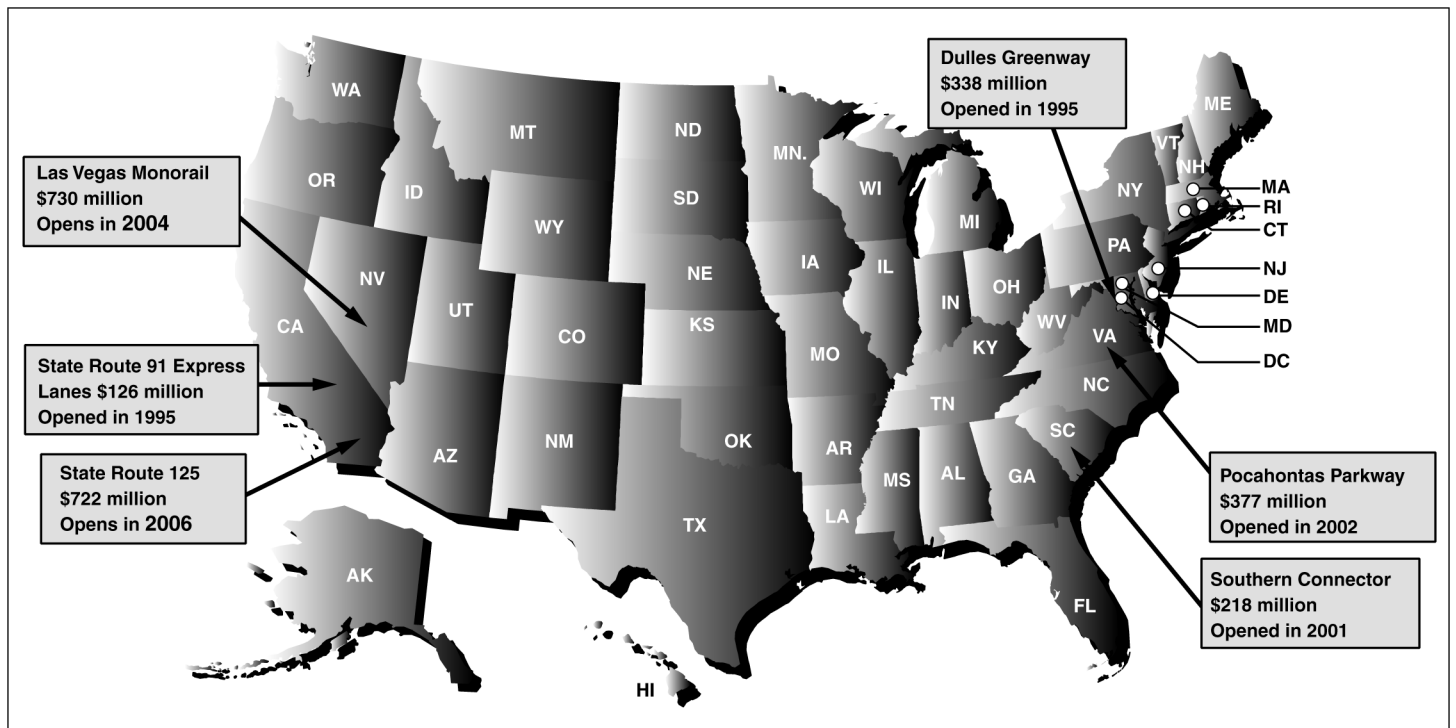 Dulles Greenway
$338 million
Opened in 1995
Las Vegas Monorail
$730 million
Opens in 2004
State Route 91 Express
Lanes $126 million
Opened in 1995
State Route 125
$722 million
Opens in 2006
Pocahontas Parkway
$377 million
Opened in 2002
Southern Connector
$218 million
Opened in 2001
WA
MT
ND
MN.
ME
VT
NH
OR
ID
SD
WI
NY
MA
RI
CT
WY
MI
PA
NV
NE
IA
IL
IN
OH
NJ
DE
MD
DC
CA
UT
CO
KS
MO
WV
VA
KY
NC
TN
AZ
NM
OK
AR
SC
MS
AL
GA
TX
LA
AK
FL
HI